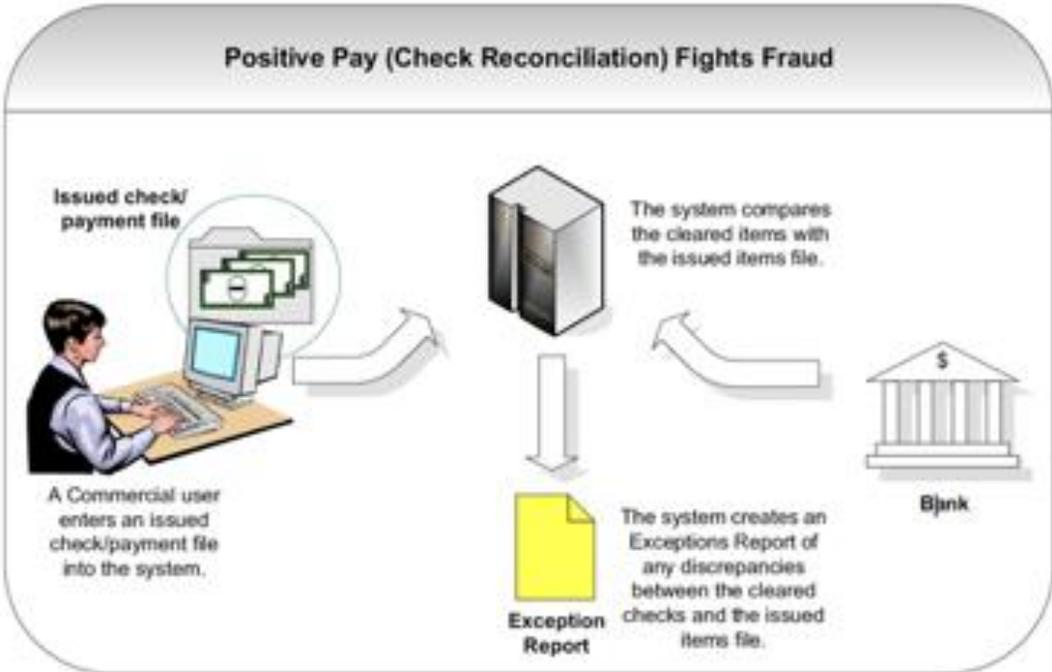 Positive Pay (Check Reconciliation) Fights Fraud
Issued check/
payment file
The system compares
the cleared items with
the issued items file.
$
A Commercial user
enters an issued
check/payment file
into the system.
Bank
The system creates an
Exceptions Report of
any discrepancies
between the cleared
checks and the issued
items file.
Exception
Report